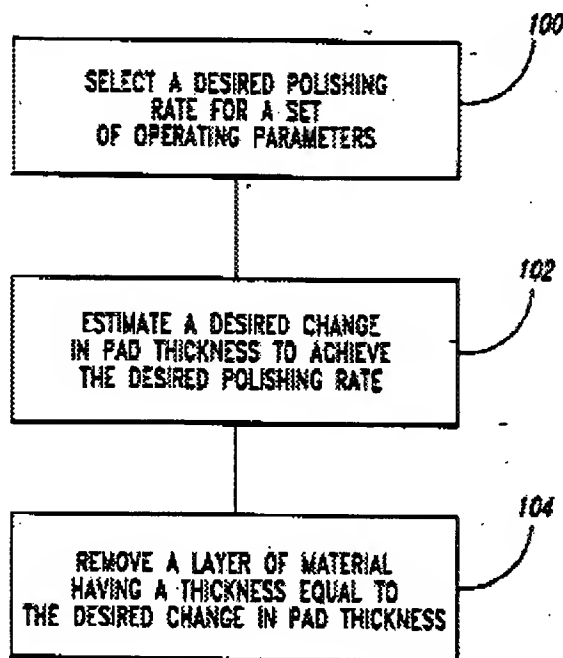 100
SELECT A DESIRED POLISHING
RATE FOR A SET
OF OPERATING PARAMETERS
102
ESTIMATE A DESIRED CHANGE
IN PAD THICKNESS TO ACHIEVE
THE DESIRED POLISHING RATE
104
REMOVE A LAYER OF MATERIAL
HAVING A THICKNESS EQUAL TO
THE DESIRED CHANGE IN PAD THICKNESS